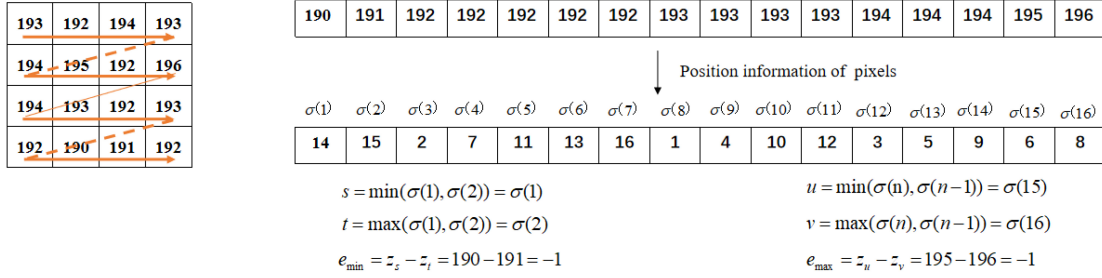 193 192 194 193
194 195 192 196
194 193 192 193
192 190 191 192
190 191 192 192 192 192 192 193 193 193 193 194 194 194 195 196
Position information of pixels
σ(1) σ(2) σ(3) σ(4) σ(5) σ(6) σ(7) σ(8) σ(9) σ(10) σ(11) σ(12) σ(13) σ(14) σ(15) σ(16)
14 15 2 7 11 13 16 1 4 10 12 3 5 9 6 8
s = min(σ(1), σ(2)) = σ(1)
t = max(σ(1), σ(2)) = σ(2)
e_min = z_s − z_t = 190 − 191 = −1
u = min(σ(n), σ(n−1)) = σ(15)
v = max(σ(n), σ(n−1)) = σ(16)
e_max = z_u − z_v = 195 − 196 = −1